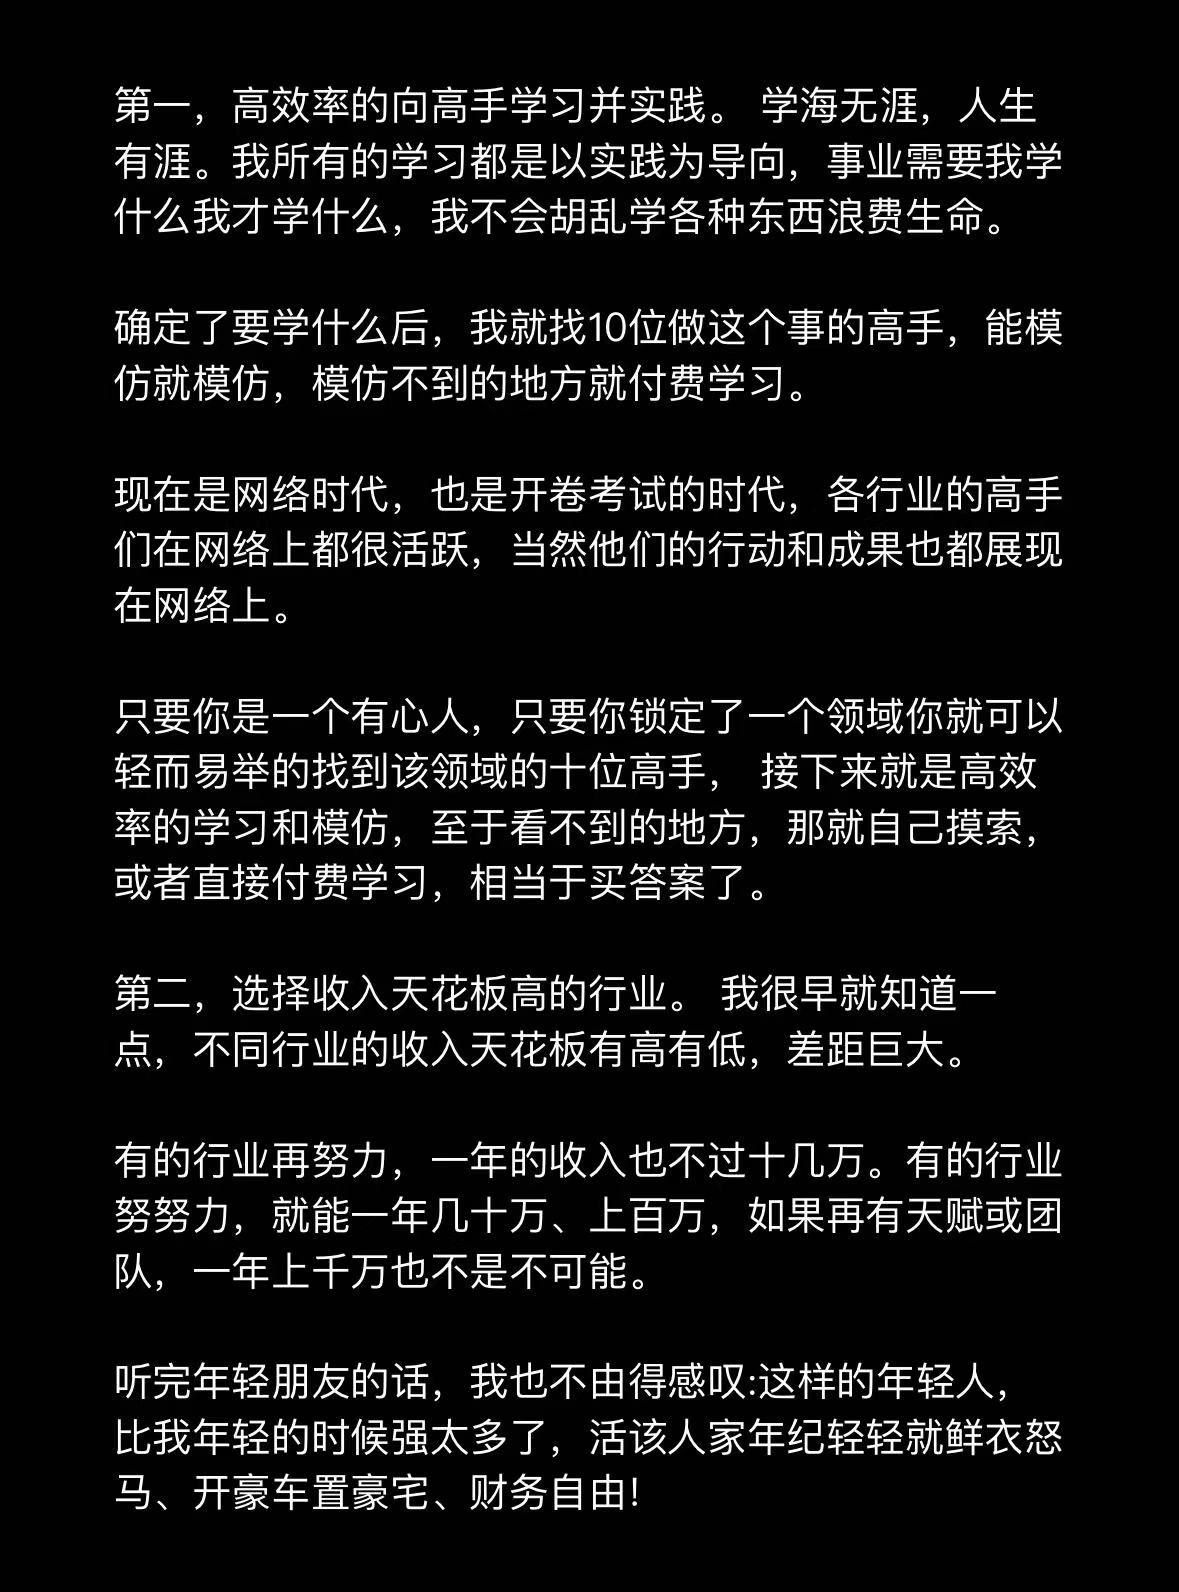 第一，高效率的向高手学习并实践。 学海无涯，人生
有涯。我所有的学习都是以实践为导向，事业需要我学
什么我才学什么，我不会胡乱学各种东西浪费生命。
确定了要学什么后，我就找10位做这个事的高手，能模
仿就模仿，模仿不到的地方就付费学习。
现在是网络时代，也是开卷考试的时代，各行业的高手
们在网络上都很活跃，当然他们的行动和成果也都展现
在网络上。
只要你是一个有心人，只要你锁定了一个领域你就可以
轻而易举的找到该领域的十位高手， 接下来就是高效
率的学习和模仿，至于看不到的地方，那就自己摸索，
或者直接付费学习，相当于买答案了。
第二，选择收入天花板高的行业。 我很早就知道一
点，不同行业的收入天花板有高有低，差距巨大。
有的行业再努力，一年的收入也不过十几万。有的行业
努努力，就能一年几十万、上百万，如果再有天赋或团
队，一年上千万也不是不可能。
听完年轻朋友的话，我也不由得感叹:这样的年轻人，
比我年轻的时候强太多了，活该人家年纪轻轻就鲜衣怒
马、开豪车置豪宅、财务自由!